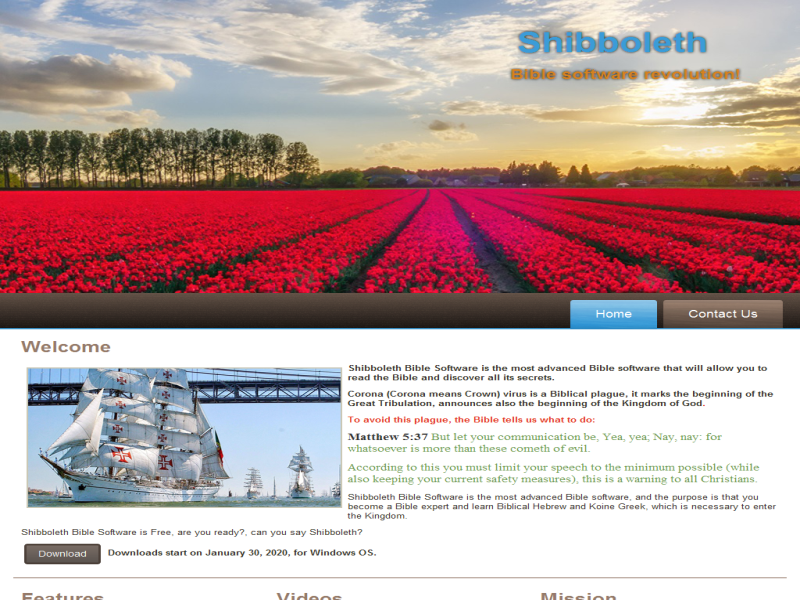 Shibboleth
Bible software revolution!
Home
Contact Us
Welcome
Shibboleth Bible Software is the most advanced Bible software that will allow you to
read the Bible and discover all its secrets.
Corona (Corona means Crown) virus is a Biblical plague, it marks the beginning of the
Great Tribulation, announces also the beginning of the Kingdom of God.
To avoid this plague, the Bible tells us what to do:
Matthew 5:37 But let your communication be, Yea, yea; Nay, nay: for
whatsoever is more than these cometh of evil.
According to this you must limit your speech to the minimum possible (while
also keeping your current safety measures), this is a warning to all Christians.
Shibboleth Bible Software is the most advanced Bible software, and the purpose is that you
become a Bible expert and learn Biblical Hebrew and Koine Greek, which is necessary to enter
the Kingdom.
Shibboleth Bible Software is Free, are you ready?, can you say Shibboleth?
Download
Downloads start on January 30, 2020, for Windows OS.
Features
Videos
Mission